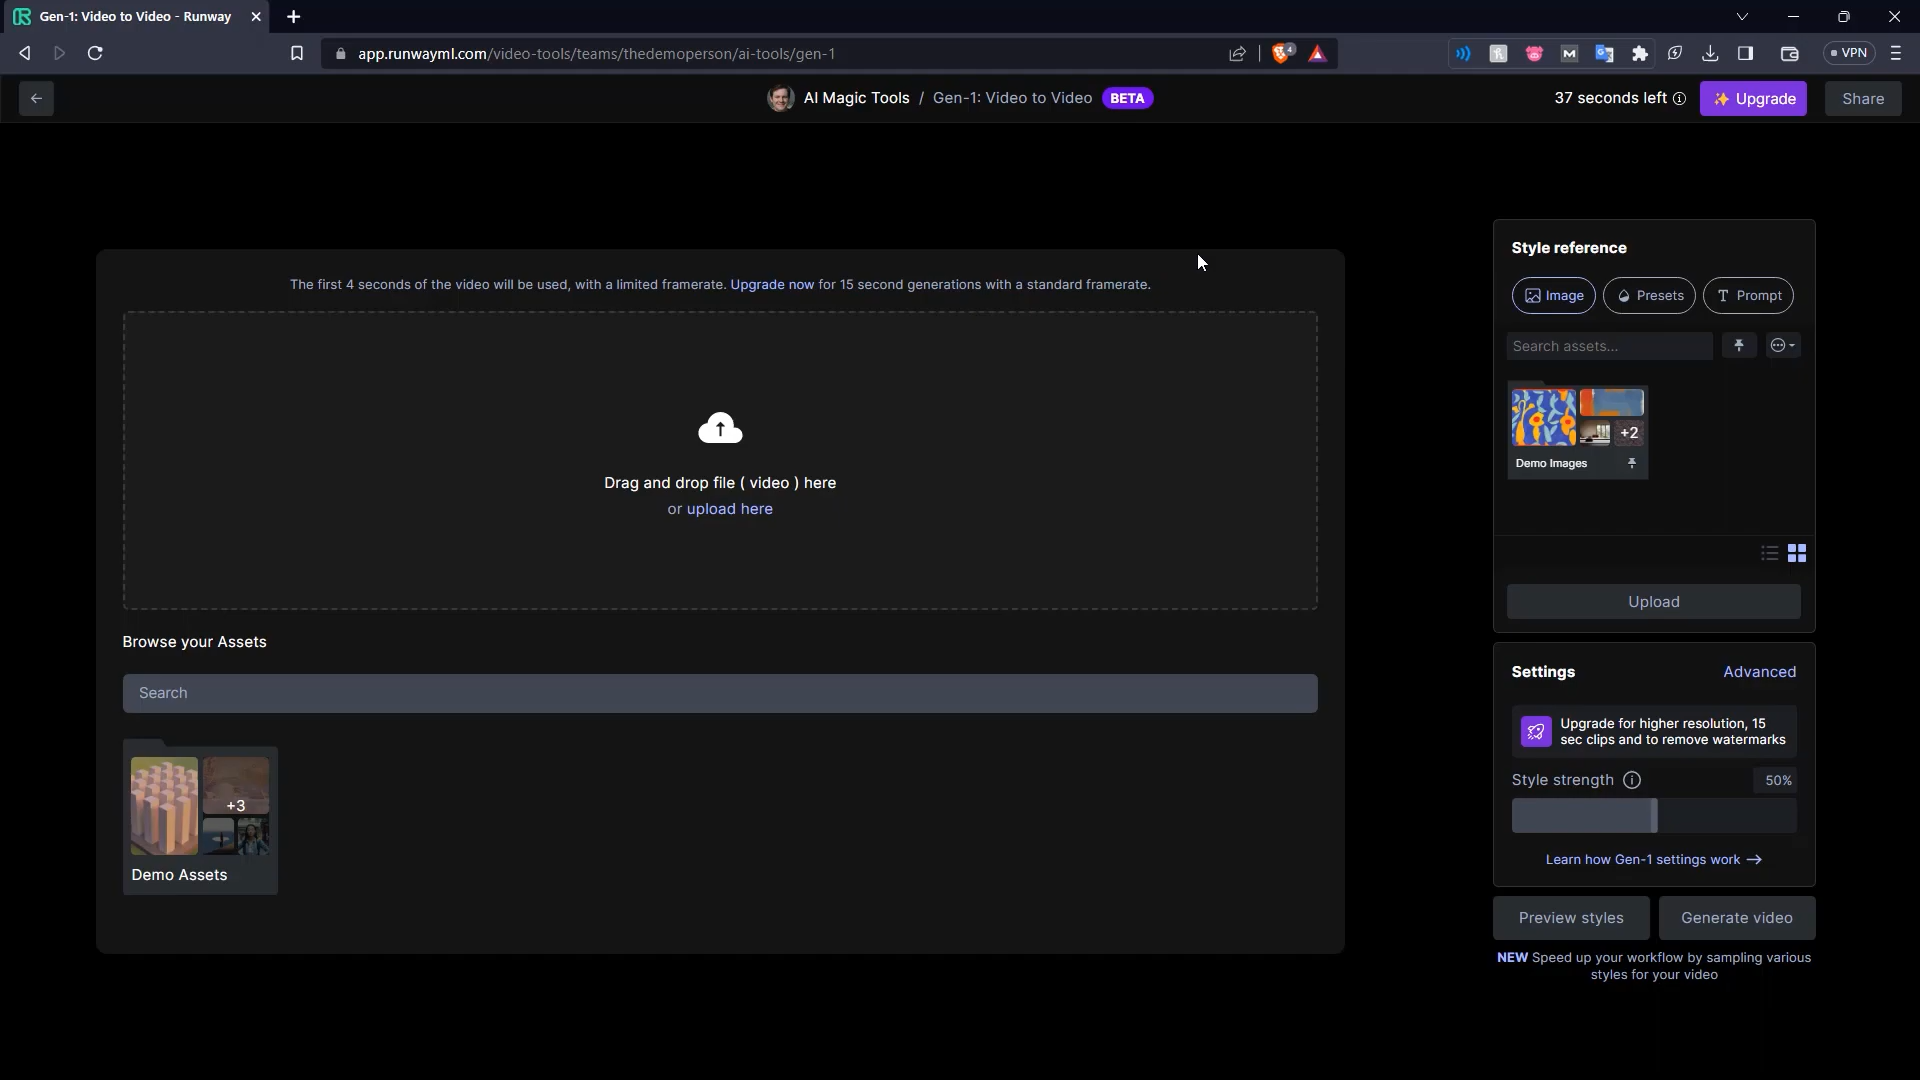 Gen-1: Video to Video - Runway
app.runwayml.com/video-tools/teams/thedemoperson/ai-tools/gen-1
4
M
VPN
AI Magic Tools / Gen-1: Video to Video BETA
37 seconds left
Upgrade
Share
The first 4 seconds of the video will be used, with a limited framerate. Upgrade now for 15 second generations with a standard framerate.
Drag and drop file ( video ) here
or upload here
Browse your Assets
Search
+3
Demo Assets
Style reference
Image
Presets
Prompt
Search assets...
+2
Demo Images
Upload
Settings
Advanced
Upgrade for higher resolution, 15
sec clips and to remove watermarks
Style strength
50%
Learn how Gen-1 settings work →
Preview styles
Generate video
NEW Speed up your workflow by sampling various
styles for your video